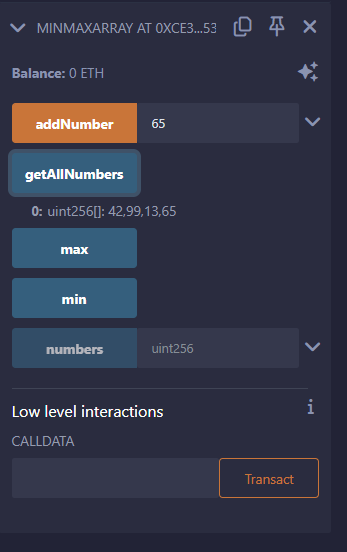 MINMAXARRAY AT 0XCE3...53
Balance: 0 ETH
addNumber 65
getAllNumbers
0: uint256[]: 42,99,13,65
max
min
numbers uint256
Low level interactions i
CALLDATA
Transact